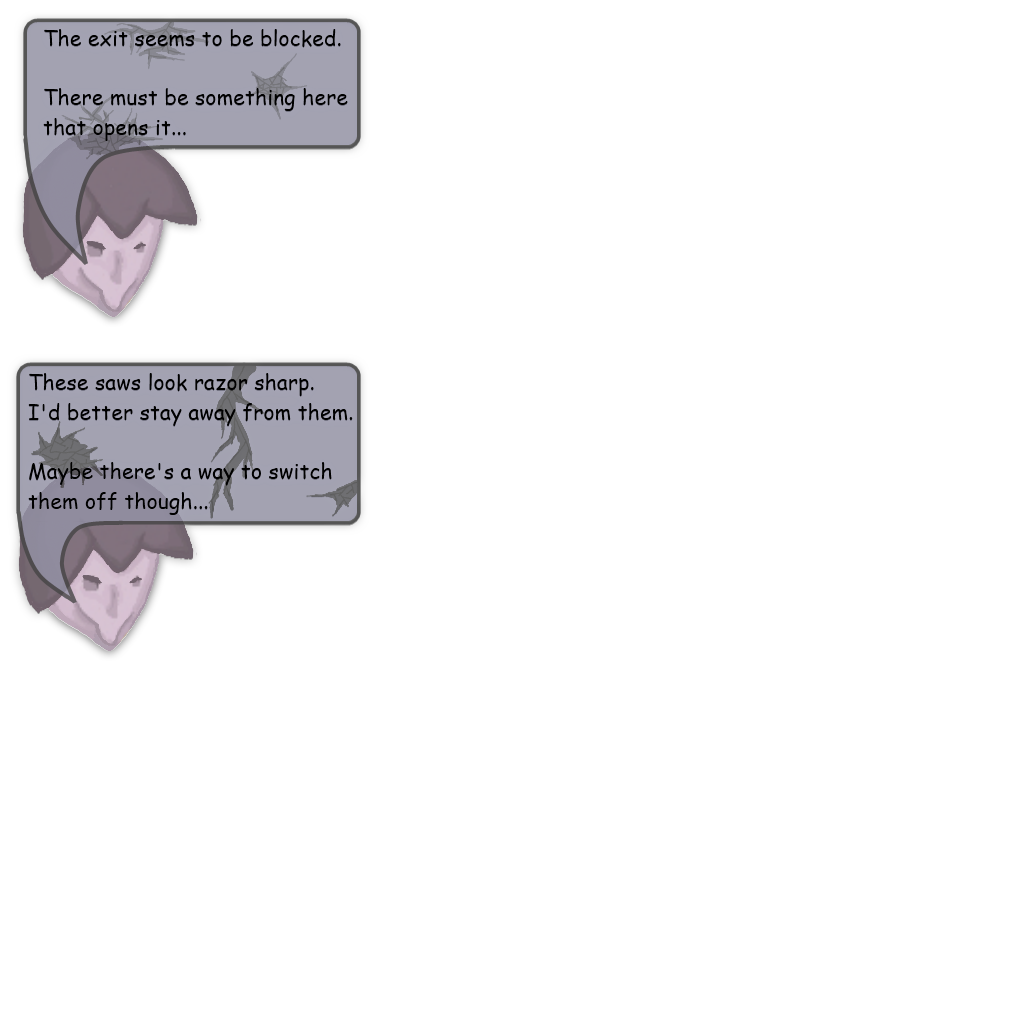 The exit seems to be blocked.
There must be something here
that opens it...
These saws look razor sharp.
I'd better stay away from them.
Maybe there's a way to switch
them off though...